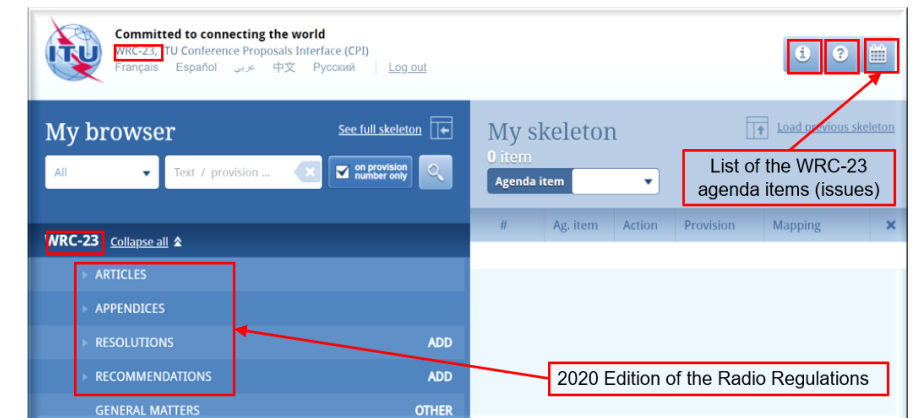 ITU
Committed to connecting the world
WRC-23, ITU Conference Proposals Interface (CPI)
Français Español عربي 中文 Русский Log out
My browser
See full skeleton
All
Text / provision ...
on provision
number only
WRC-23 Collapse all
ARTICLES
APPENDICES
RESOLUTIONS ADD
RECOMMENDATIONS ADD
GENERAL MATTERS OTHER
My skeleton
Load previous skeleton
0 item
Agenda item
# Ag. item Action Provision Mapping
List of the WRC-23
agenda items (issues)
2020 Edition of the Radio Regulations